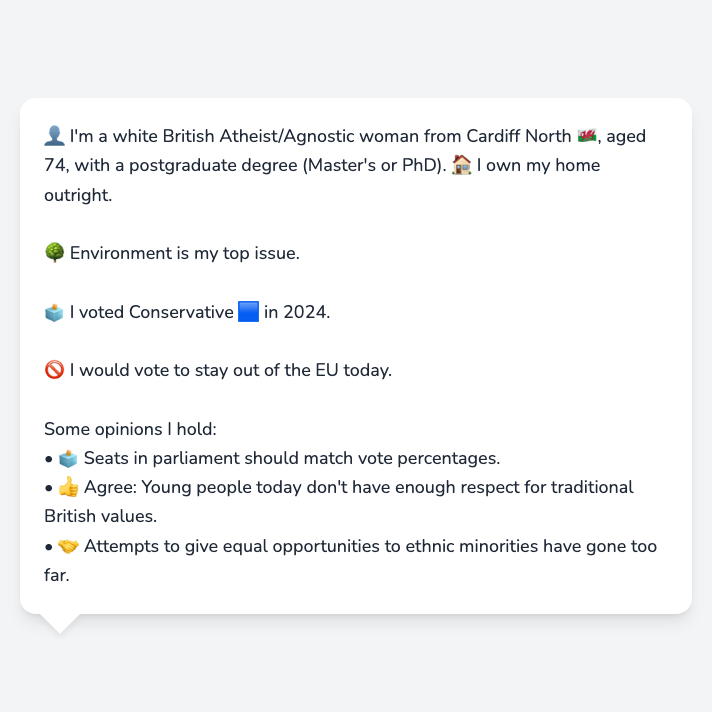 👤 I'm a white British Atheist/Agnostic woman from Cardiff North 🏴󠁧󠁢󠁷󠁬󠁳󠁿, aged
74, with a postgraduate degree (Master's or PhD). 🏠 I own my home
outright.
🌳 Environment is my top issue.
🗳️ I voted Conservative 🟦 in 2024.
🚫 I would vote to stay out of the EU today.
Some opinions I hold:
• 🗳️ Seats in parliament should match vote percentages.
• 👍 Agree: Young people today don't have enough respect for traditional
British values.
• 🤝 Attempts to give equal opportunities to ethnic minorities have gone too
far.